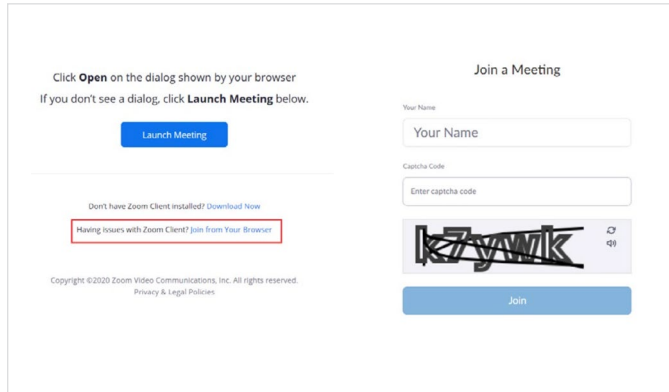 Click Open on the dialog shown by your browser
If you don't see a dialog, click Launch Meeting below.
Launch Meeting
Don't have Zoom Client installed? Download Now
Having issues with Zoom Client? Join from Your Browser
Copyright ©2020 Zoom Video Communications, Inc. All rights reserved.
Privacy & Legal Policies
Join a Meeting
Your Name
Your Name
Captcha Code
Enter captcha code
k7ywk
Join